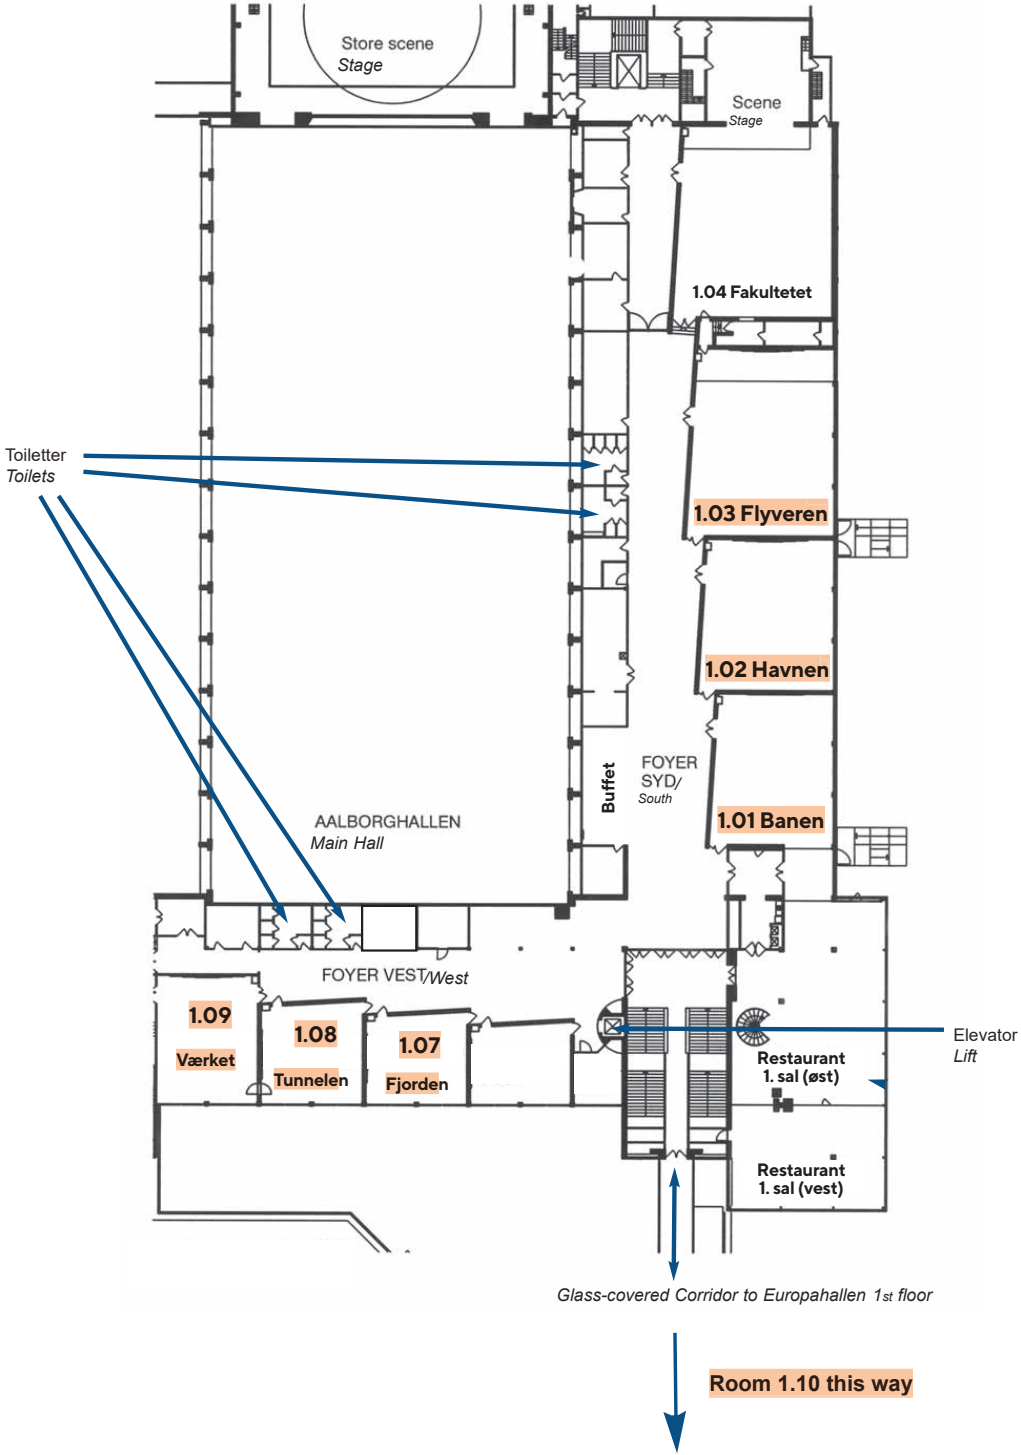 Store scene
Stage
Scene
Stage
1.04 Fakultetet
Toiletter
Toilets
1.03 Flyveren
1.02 Havnen
FOYER
SYD/
South
Buffet
1.01 Banen
AALBORGHALLEN
Main Hall
FOYER VEST/West
1.09
Værket
1.08
Tunnelen
1.07
Fjorden
Elevator
Lift
Restaurant
1. sal (øst)
Restaurant
1. sal (vest)
Glass-covered Corridor to Europahallen 1st floor
Room 1.10 this way